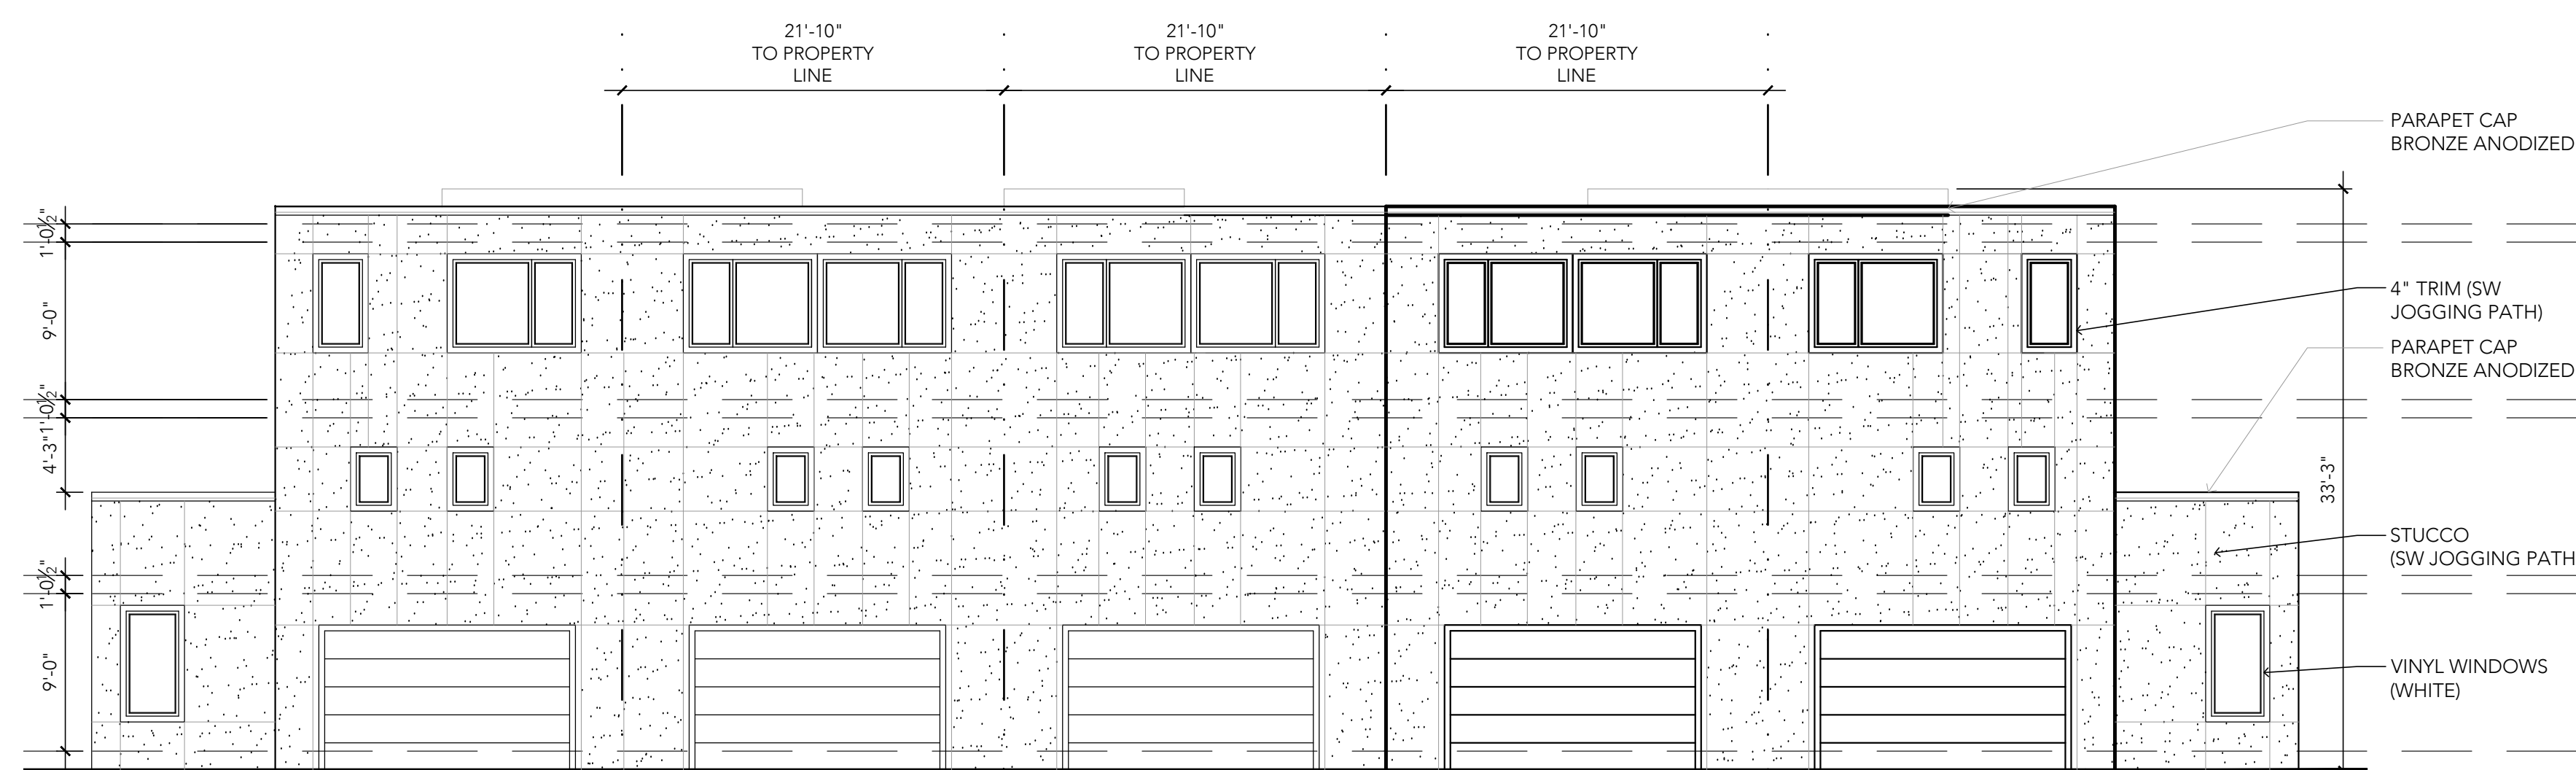 21'-10"
TO PROPERTY
LINE
21'-10"
TO PROPERTY
LINE
21'-10"
TO PROPERTY
LINE
PARAPET CAP
BRONZE ANODIZED
4" TRIM (SW
JOGGING PATH)
PARAPET CAP
BRONZE ANODIZED
STUCCO
(SW JOGGING PATH
VINYL WINDOWS
(WHITE)
33'-3"
1'-0½"
9'-0"
1'-0½"
4'-3"
1'-0½"
9'-0"